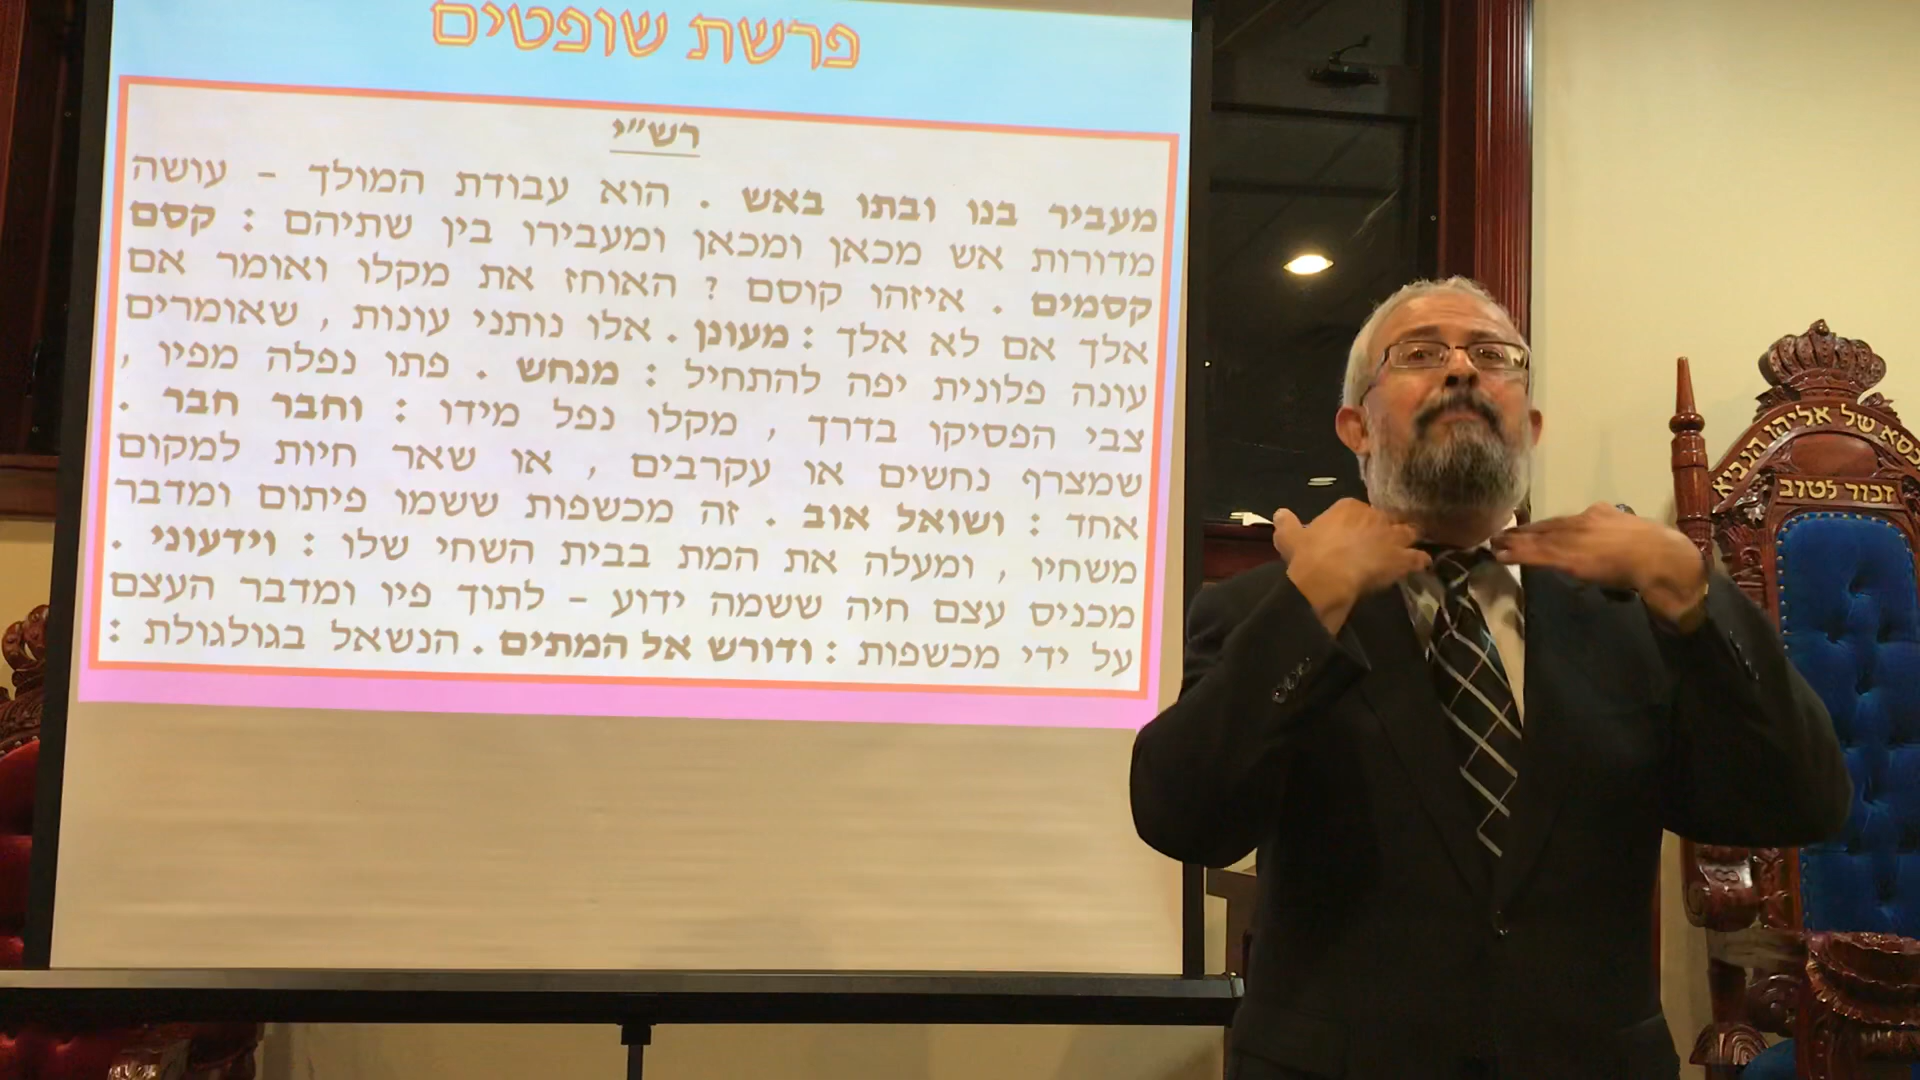 פרשת שופטים
רש״י
מעביר בנו ובתו באש . הוא עבודת המולך - עושה
מדורות אש מכאן ומכאן ומעבירו בין שתיהם : קסם
קסמים . איזהו קוסם ? האוחז את מקלו ואומר אם
אלך אם לא אלך : מעונן . אלו נותני עונות , שאומרים
עונה פלונית יפה להתחיל : מנחש . פתו נפלה מפיו ,
צבי הפסיקו בדרך , מקלו נפל מידו : וחבר חבר .
שמצרף נחשים או עקרבים , או שאר חיות למקום
אחד : ושואל אוב . זה מכשפות ששמו פיתום ומדבר
משחיו , ומעלה את המת בבית השחי שלו : וידעוני .
מכניס עצם חיה ששמה ידוע - לתוך פיו ומדבר העצם
על ידי מכשפות : ודורש אל המתים . הנשאל בגולגולת :
כסא של אליהו הנביא
זכור לטוב